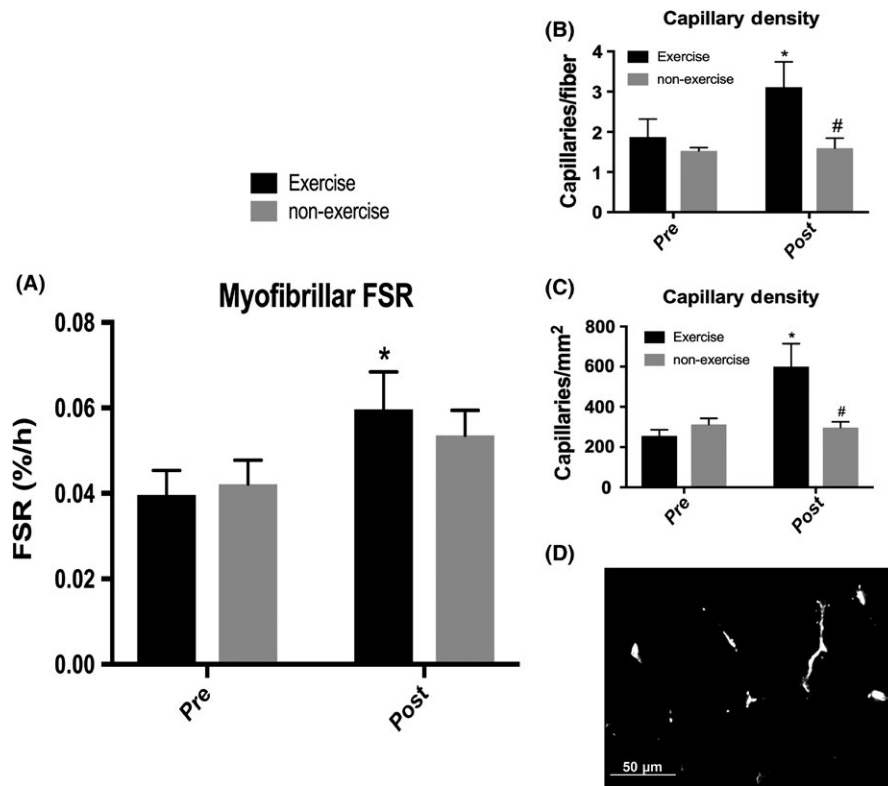 (B)
Capillary density
Exercise
non-exercise
Capillaries/fiber
4
3
2
1
0
*
#
Pre
Post
Exercise
non-exercise
(A)
Myofibrillar FSR
FSR (%/h)
0.08
0.06
0.04
0.02
0.00
*
Pre
Post
(C)
Capillary density
Exercise
non-exercise
Capillaries/mm²
800
600
400
200
0
*
#
Pre
Post
(D)
50 µm